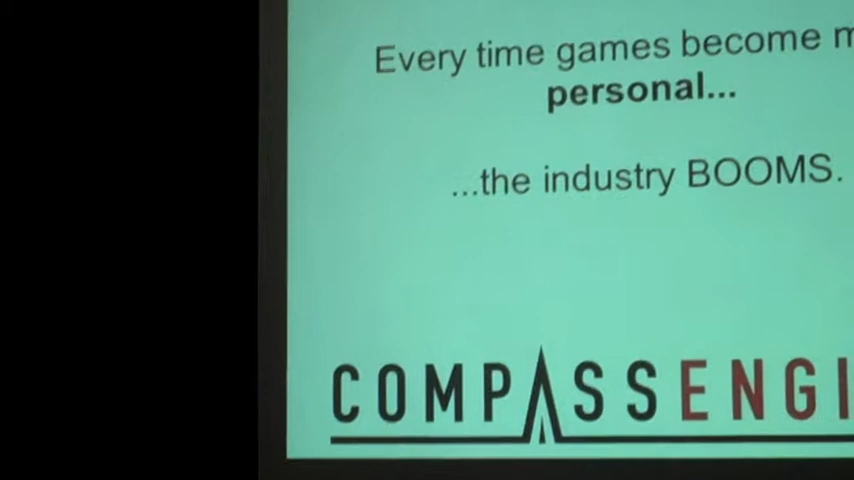 Every time games become
personal...
...the industry BOOMS.
COMPASSENGI